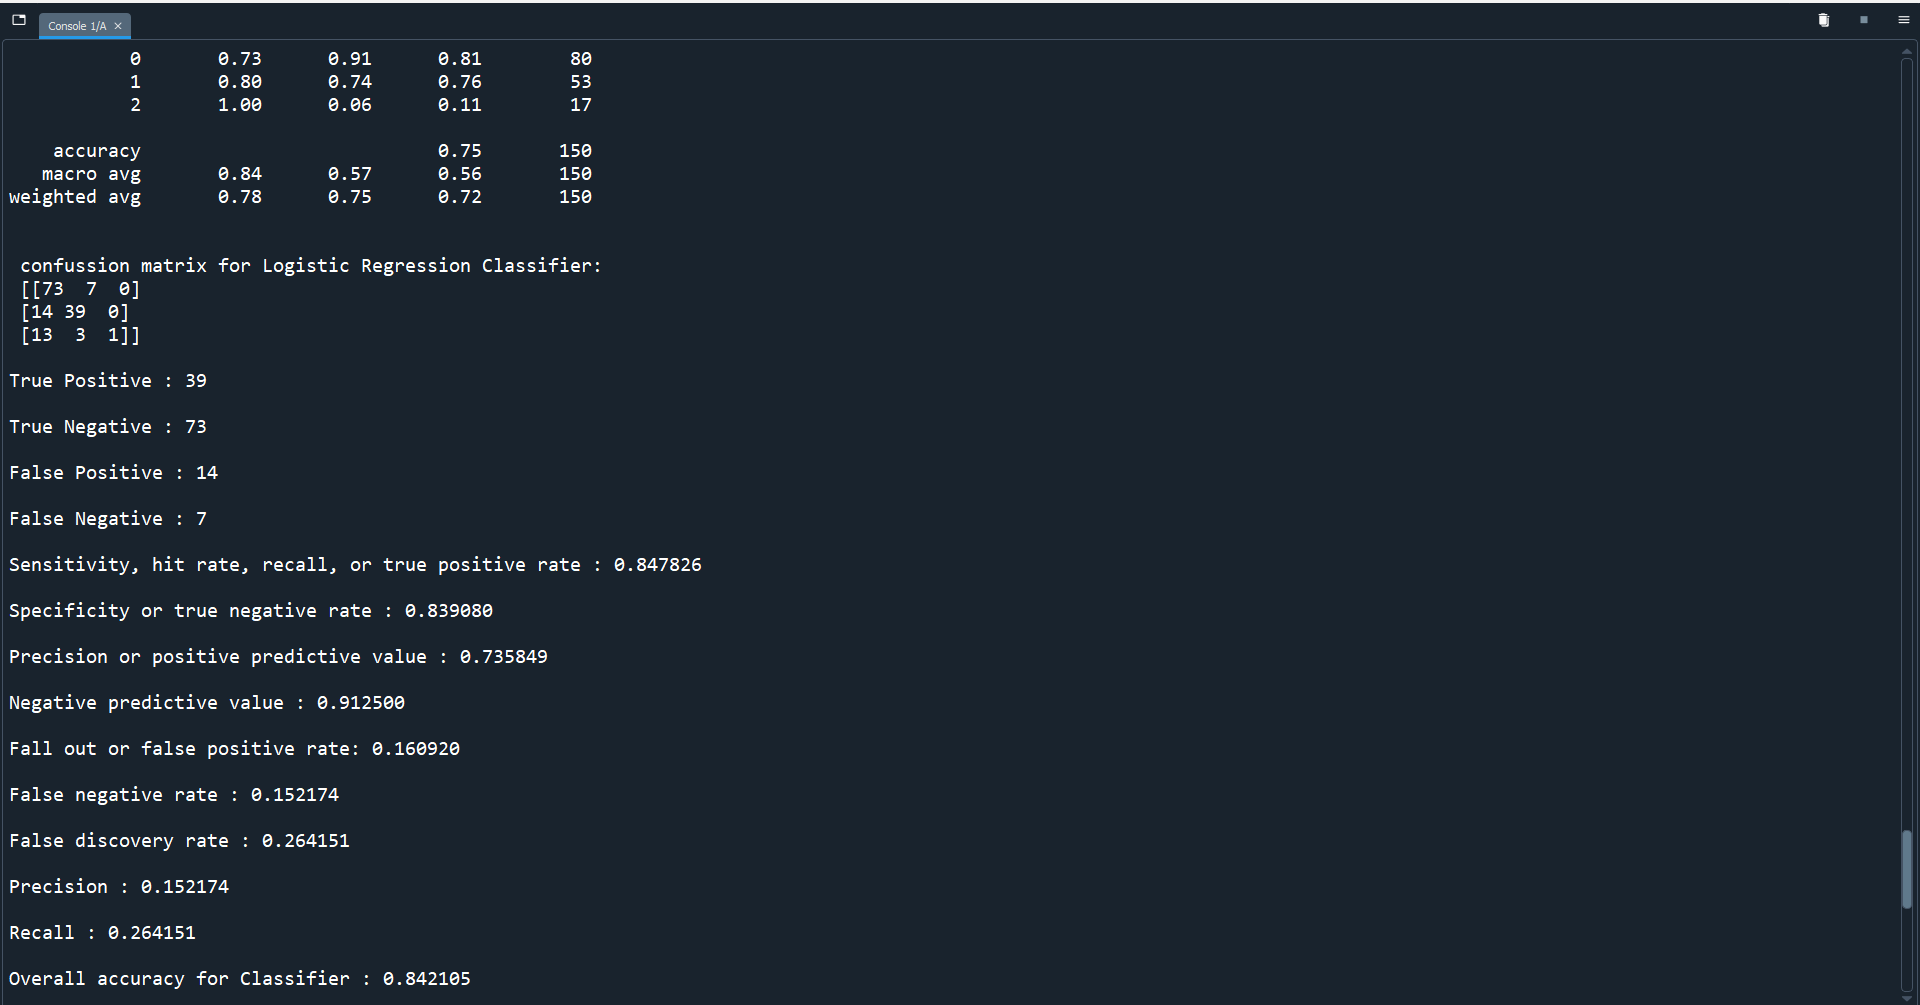 Console 1/A
0 0.73 0.91 0.81 80
1 0.80 0.74 0.76 53
2 1.00 0.06 0.11 17
accuracy 0.75 150
macro avg 0.84 0.57 0.56 150
weighted avg 0.78 0.75 0.72 150
confussion matrix for Logistic Regression Classifier:
[[73 7 0]
[14 39 0]
[13 3 1]]
True Positive : 39
True Negative : 73
False Positive : 14
False Negative : 7
Sensitivity, hit rate, recall, or true positive rate : 0.847826
Specificity or true negative rate : 0.839080
Precision or positive predictive value : 0.735849
Negative predictive value : 0.912500
Fall out or false positive rate: 0.160920
False negative rate : 0.152174
False discovery rate : 0.264151
Precision : 0.152174
Recall : 0.264151
Overall accuracy for Classifier : 0.842105